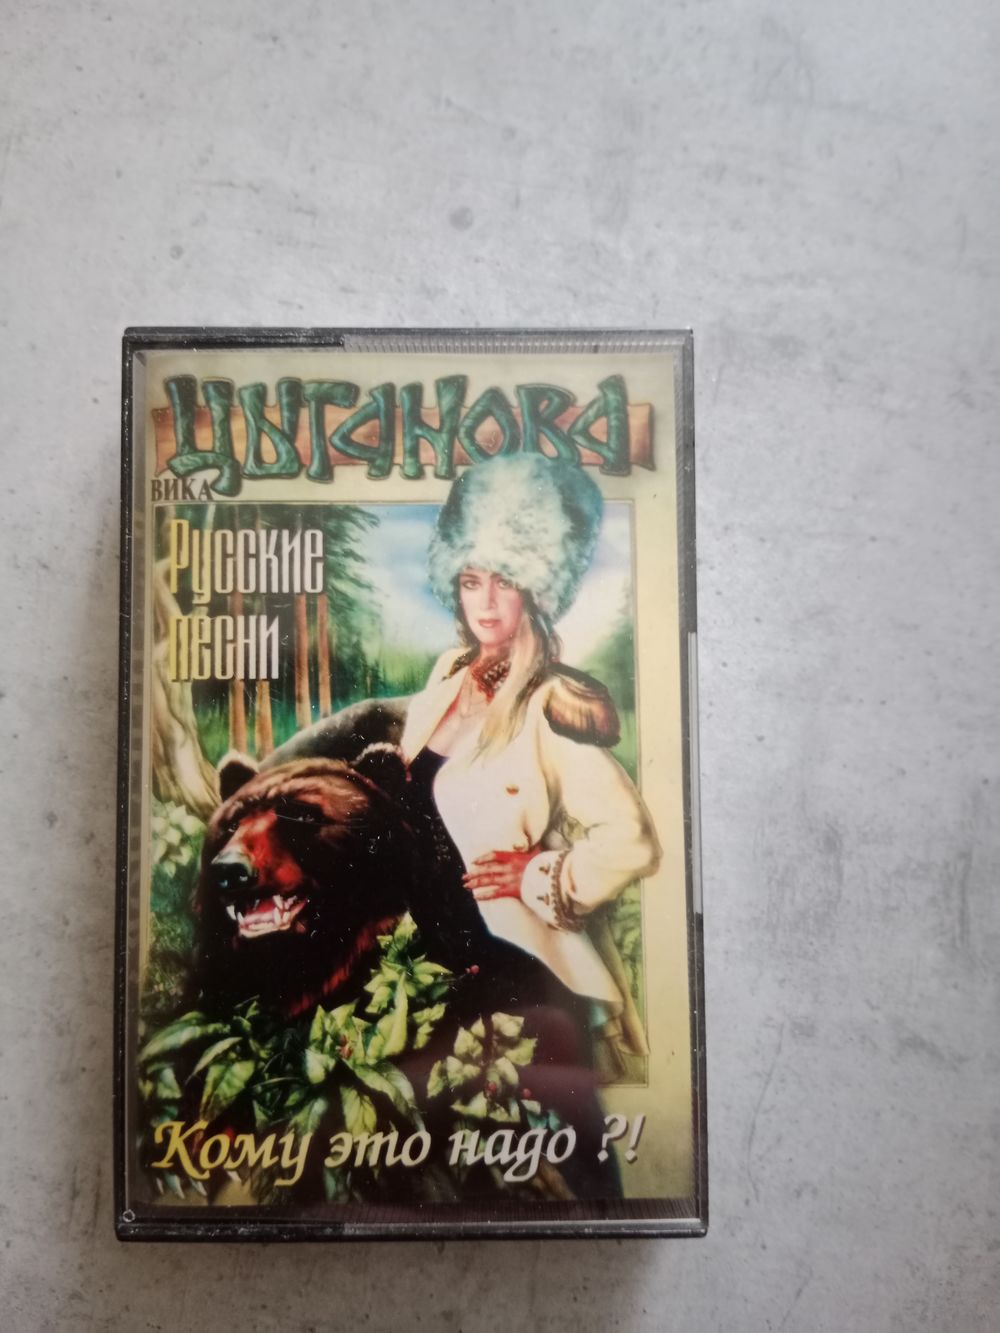 Цыганова
ВИКА
Русские
песни
Кому это надо ?!